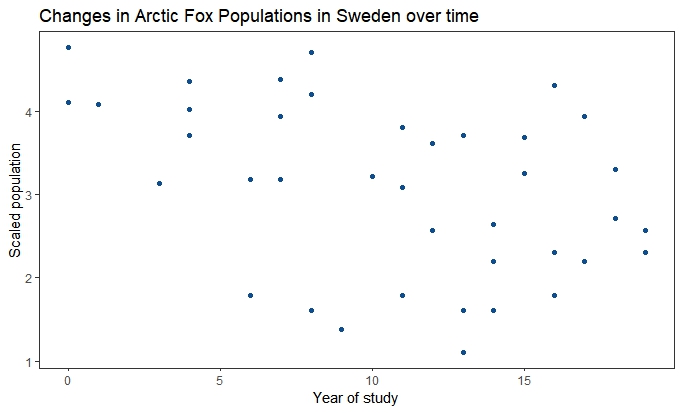 Changes in Arctic Fox Populations in Sweden over time
Scaled population
4
3
2
1
0 5 10 15
Year of study